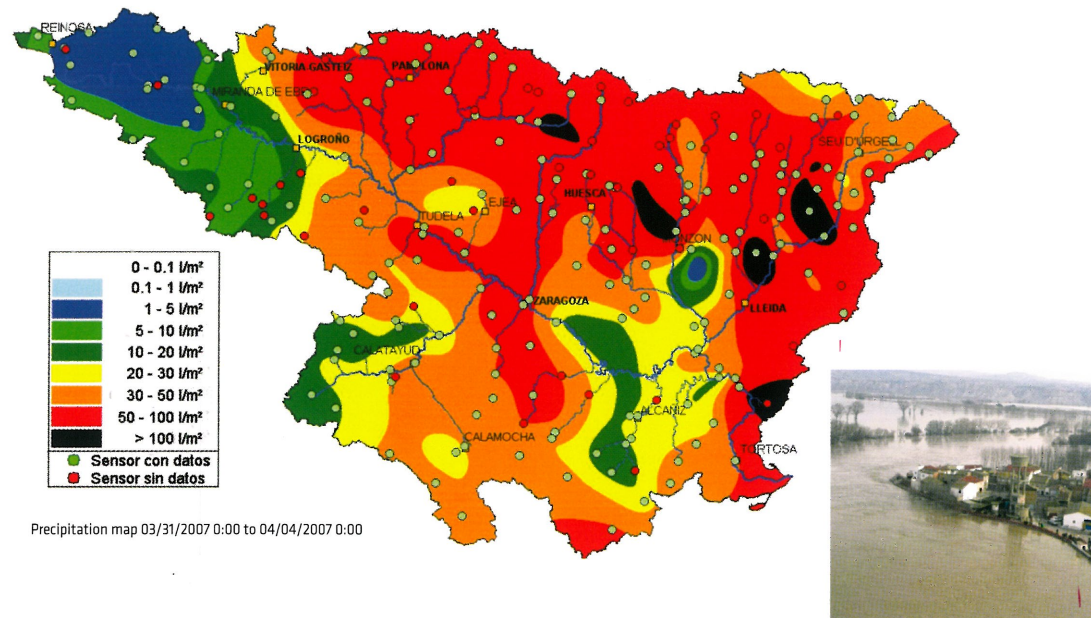 REINOSA
VITORIA-GASTEIZ
PAMPLONA
MIRANDA DE EBRO
LOGROÑO
SEU D'URGELL
HUESCA
EJEA
TUDELA
MONZON
ZARAGOZA
LLEIDA
CALATAYUD
ALCAÑIZ
CALAMOCHA
TORTOSA
0 - 0.1 l/m²
0.1 - 1 l/m²
1 - 5 l/m²
5 - 10 l/m²
10 - 20 l/m²
20 - 30 l/m²
30 - 50 l/m²
50 - 100 l/m²
> 100 l/m²
Sensor con datos
Sensor sin datos
Precipitation map 03/31/2007 0:00 to 04/04/2007 0:00